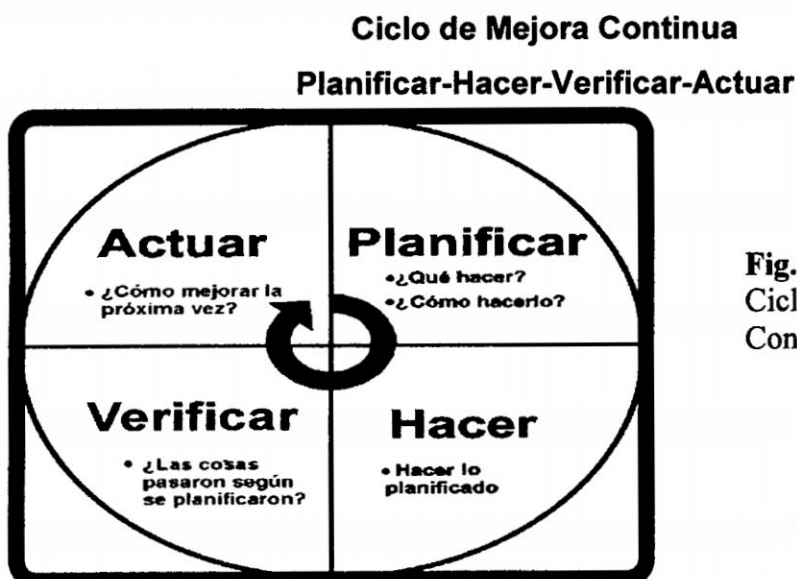 Ciclo de Mejora Continua
Planificar-Hacer-Verificar-Actuar
Actuar
• ¿Cómo mejorar la
próxima vez?
Planificar
•¿Qué hacer?
•¿Cómo hacerlo?
Verificar
• ¿Las cosas
pasaron según
se planificaron?
Hacer
• Hacer lo
planificado
Fig.
Cicl
Con